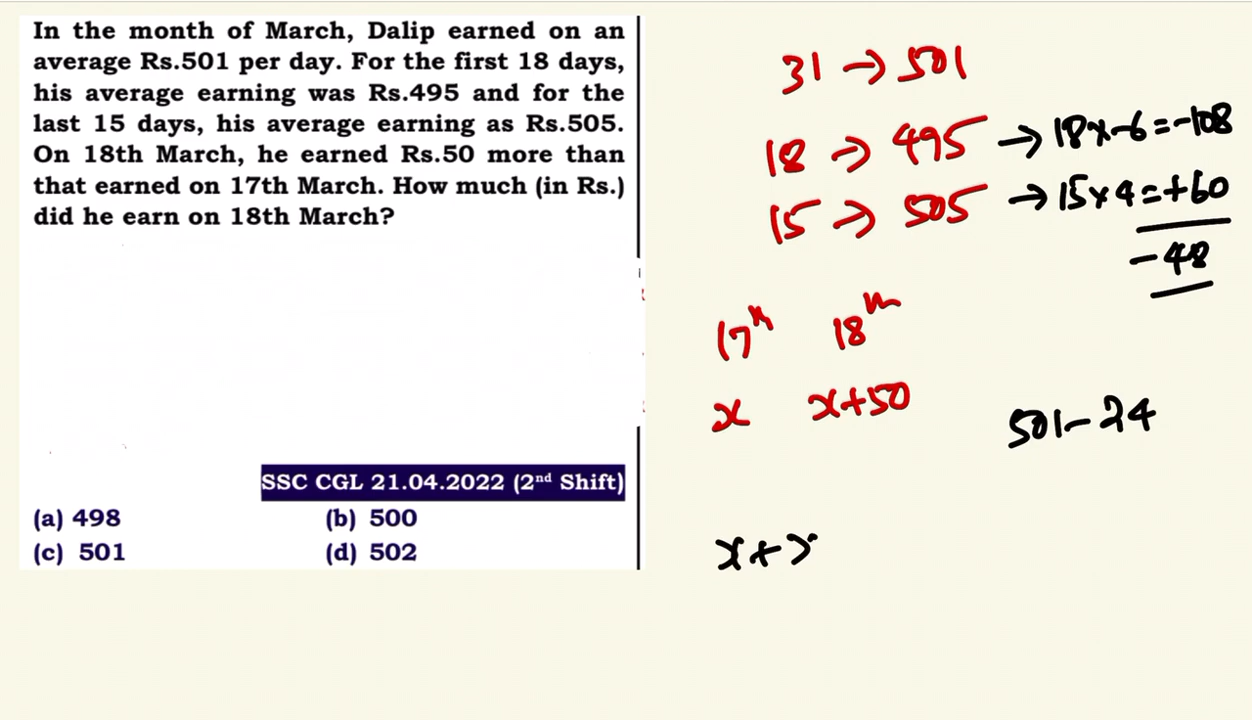 In the month of March, Dalip earned on an
average Rs.501 per day. For the first 18 days,
his average earning was Rs.495 and for the
last 15 days, his average earning as Rs.505.
On 18th March, he earned Rs.50 more than
that earned on 17th March. How much (in Rs.)
did he earn on 18th March?
SSC CGL 21.04.2022 (2nd Shift)
(a) 498 (b) 500
(c) 501 (d) 502
31 → 501
18 → 495 → 18x-6=-108
15 → 505 → 15x4=+60
-48
17th 18th
x x+50
501-24
x+x